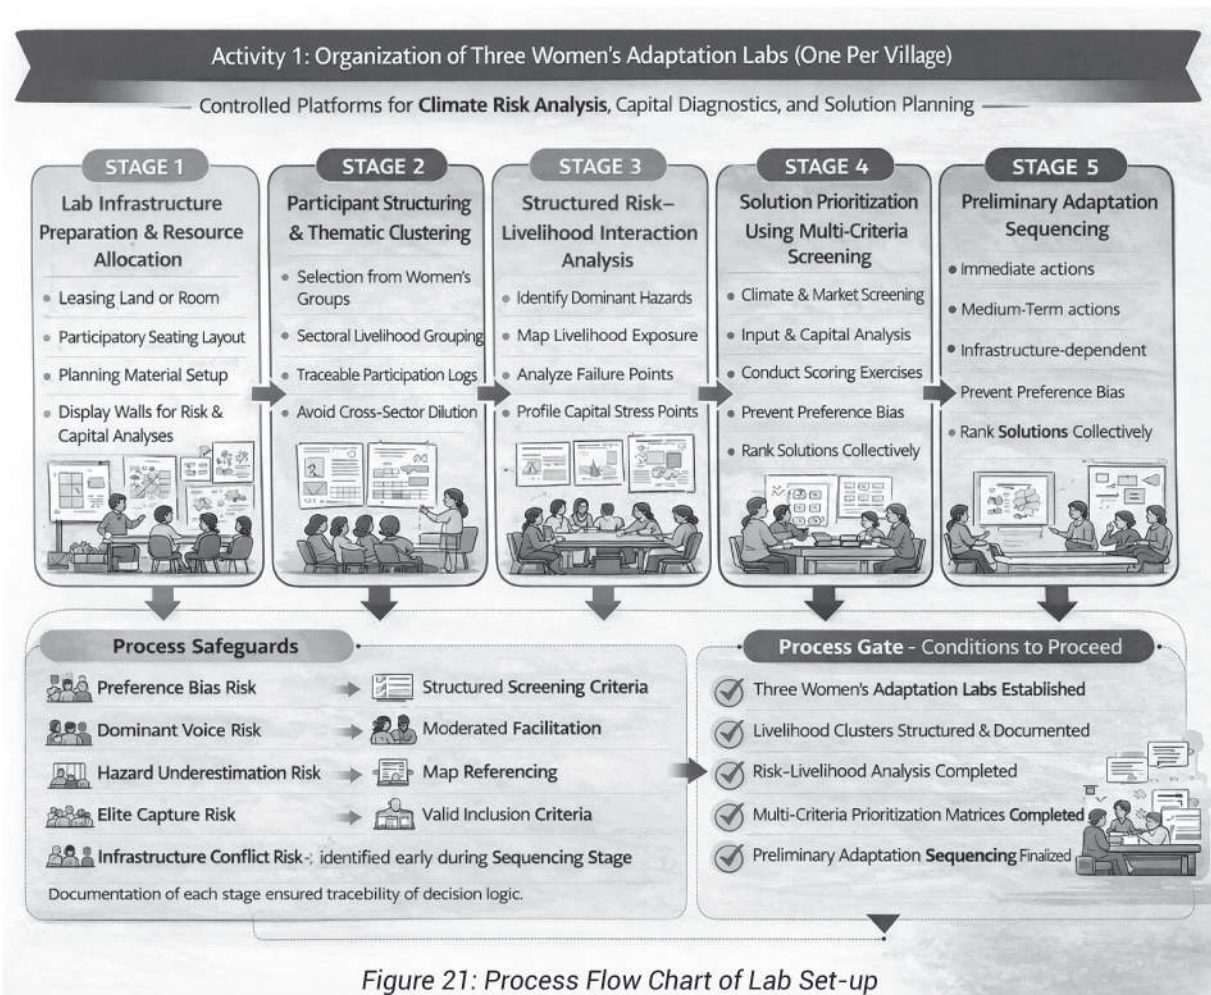 Activity 1: Organization of Three Women's Adaptation Labs (One Per Village)
Controlled Platforms for Climate Risk Analysis, Capital Diagnostics, and Solution Planning
STAGE 1
Lab Infrastructure
Preparation & Resource
Allocation
Leasing Land or Room
Participatory Seating Layout
Planning Material Setup
Display Walls for Risk &
Capital Analyses
STAGE 2
Participant Structuring
& Thematic Clustering
Selection from Women's
Groups
Sectoral Livelihood Grouping
Traceable Participation Logs
Avoid Cross-Sector Dilution
STAGE 3
Structured Risk–
Livelihood Interaction
Analysis
Identify Dominant Hazards
Map Livelihood Exposure
Analyze Failure Points
Profile Capital Stress Points
STAGE 4
Solution Prioritization
Using Multi-Criteria
Screening
Climate & Market Screening
Input & Capital Analysis
Conduct Scoring Exercises
Prevent Preference Bias
Rank Solutions Collectively
STAGE 5
Preliminary Adaptation
Sequencing
Immediate actions
Medium-Term actions
Infrastructure-dependent
Prevent Preference Bias
Rank Solutions Collectively
Process Safeguards
Preference Bias Risk
Structured Screening Criteria
Dominant Voice Risk
Moderated Facilitation
Hazard Underestimation Risk
Map Referencing
Elite Capture Risk
Valid Inclusion Criteria
Infrastructure Conflict Risk-: identified early during Sequencing Stage
Documentation of each stage ensured tracebility of decision logic.
Process Gate - Conditions to Proceed
Three Women's Adaptation Labs Established
Livelihood Clusters Structured & Documented
Risk-Livelihood Analysis Completed
Multi-Criteria Prioritization Matrices Completed
Preliminary Adaptation Sequencing Finalized
Figure 21: Process Flow Chart of Lab Set-up